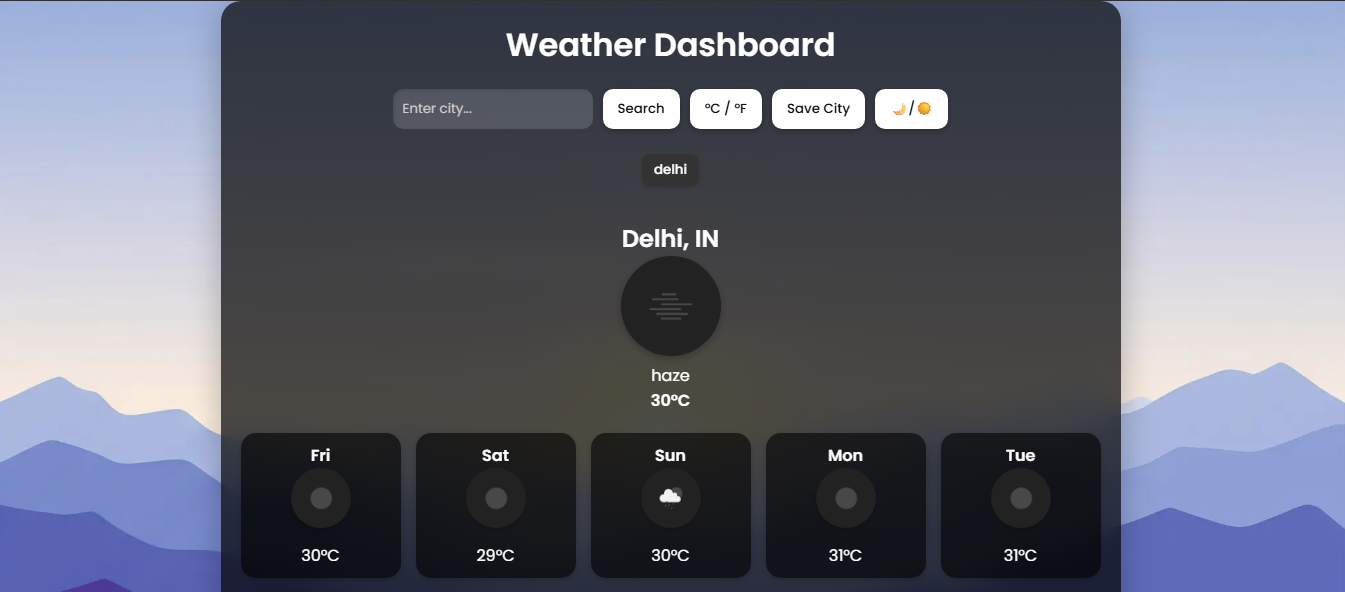 Weather Dashboard
Enter city...
Search
°C / °F
Save City
🌙/☀️
delhi
Delhi, IN
haze
30°C
Fri
Sat
Sun
Mon
Tue
30°C
29°C
30°C
31°C
31°C